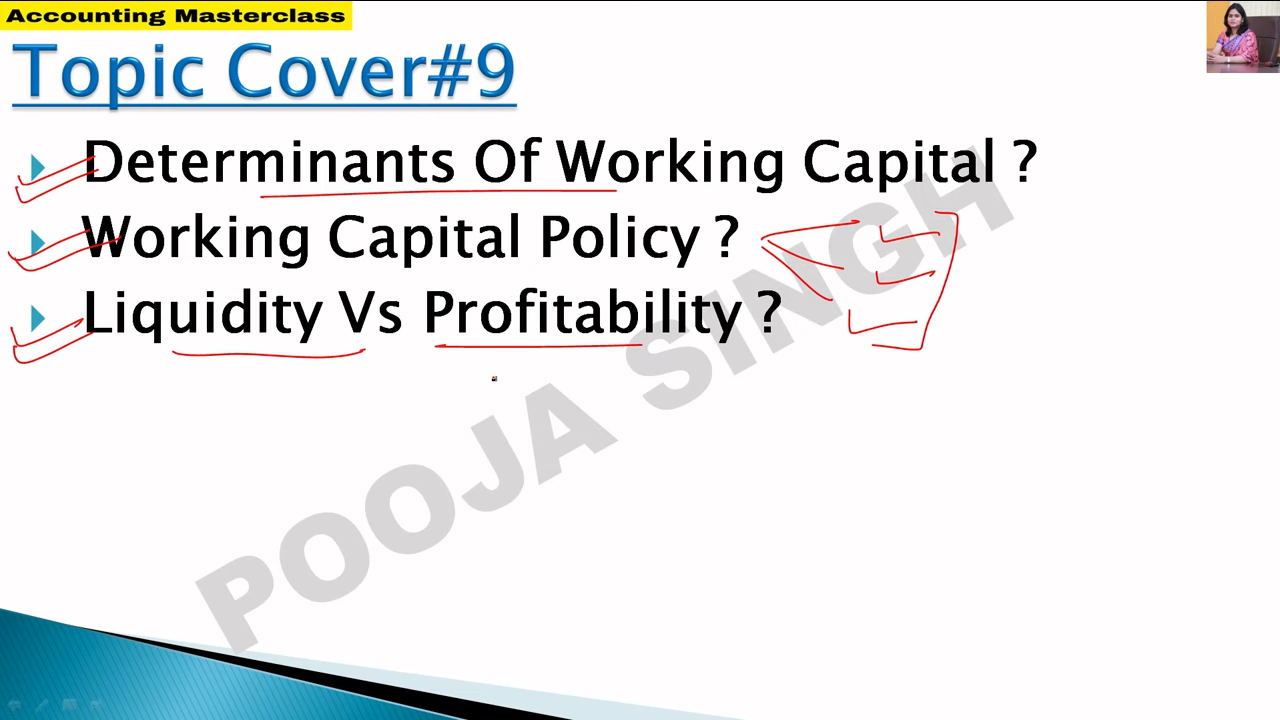 Accounting Masterclass
Topic Cover#9
Determinants Of Working Capital ?
Working Capital Policy ?
Liquidity Vs Profitability ?
POOJA SINGH